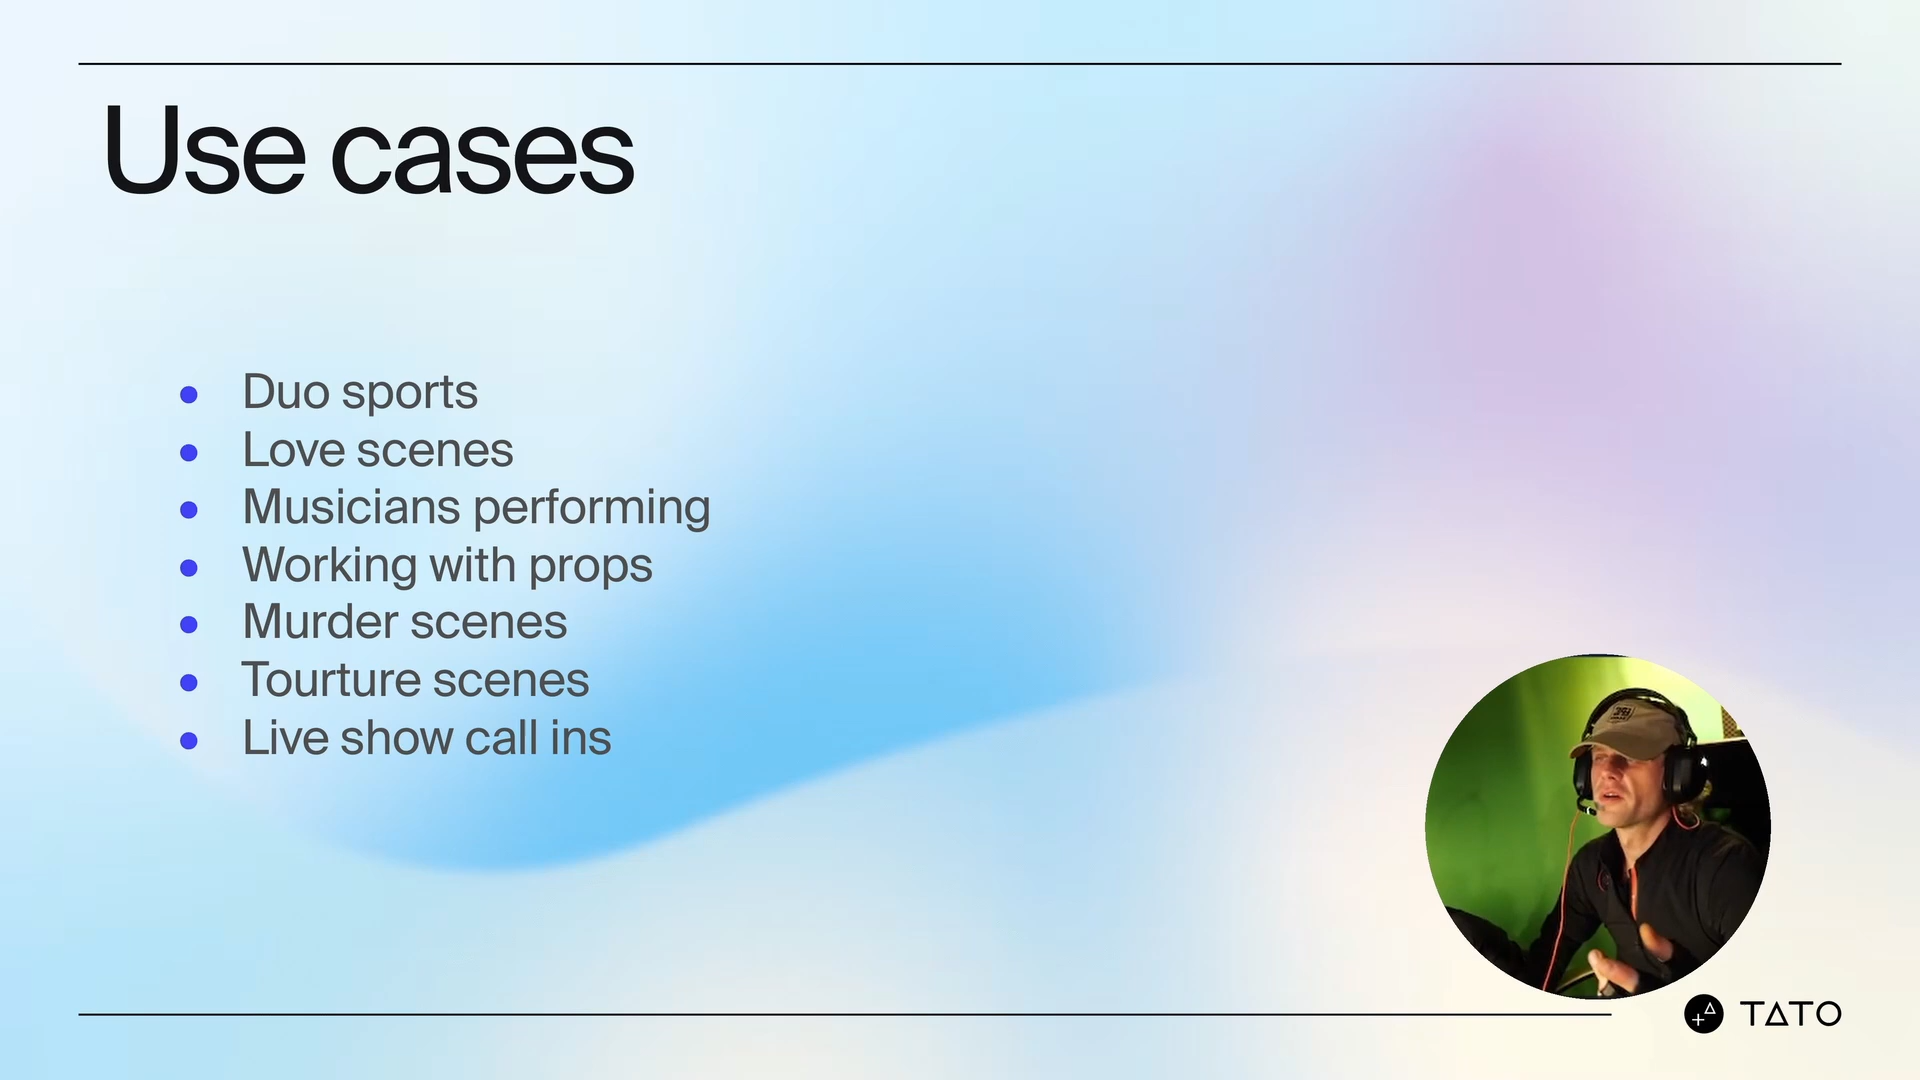 Use cases
Duo sports
Love scenes
Musicians performing
Working with props
Murder scenes
Tourture scenes
Live show call ins
TATO